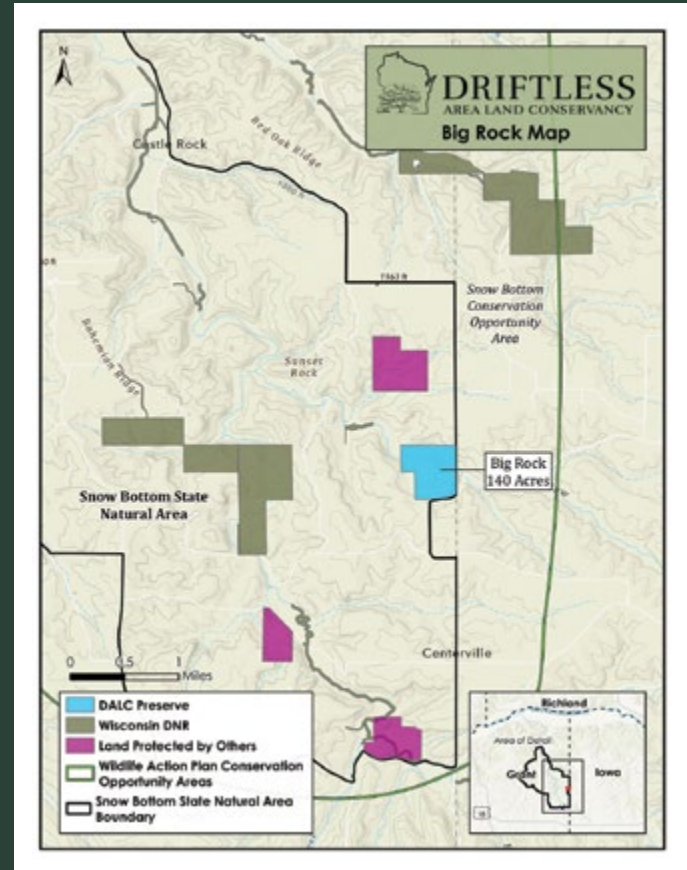 N
DRIFTLESS
AREA LAND CONSERVANCY
Big Rock Map
Castle Rock
Red Oak Ridge
1163 ft
Snow Bottom
Conservation
Opportunity
Area
Bohemian Ridge
Sunset
Rock
Big Rock
140 Acres
Snow Bottom State
Natural Area
Centerville
0 0.5 1
Miles
DALC Preserve
Wisconsin DNR
Land Protected by Others
Wildlife Action Plan Conservation
Opportunity Areas
Snow Bottom State Natural Area
Boundary
Richland
Area of Detail
Grant
Iowa